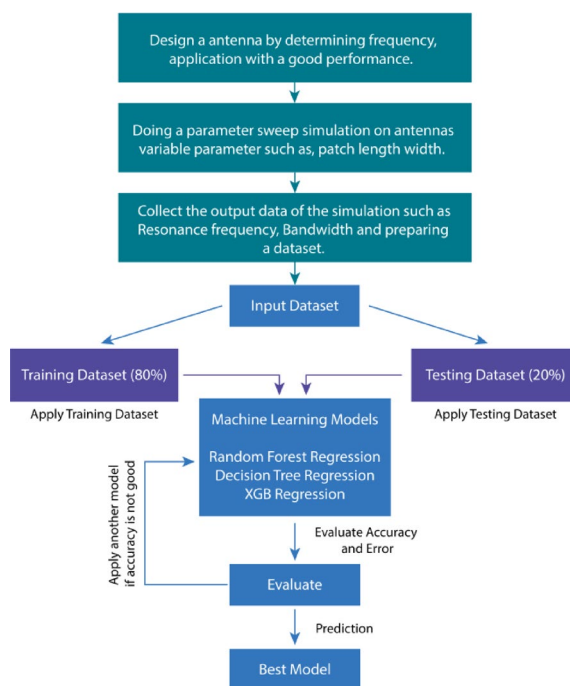 Design a antenna by determining frequency,
application with a good performance.
Doing a parameter sweep simulation on antennas
variable parameter such as, patch length width.
Collect the output data of the simulation such as
Resonance frequency, Bandwidth and preparing
a dataset.
Input Dataset
Training Dataset (80%)
Testing Dataset (20%)
Apply Training Dataset
Apply Testing Dataset
Machine Learning Models
Random Forest Regression
Decision Tree Regression
XGB Regression
Apply another model
if accuracy is not good
Evaluate Accuracy
and Error
Evaluate
Prediction
Best Model